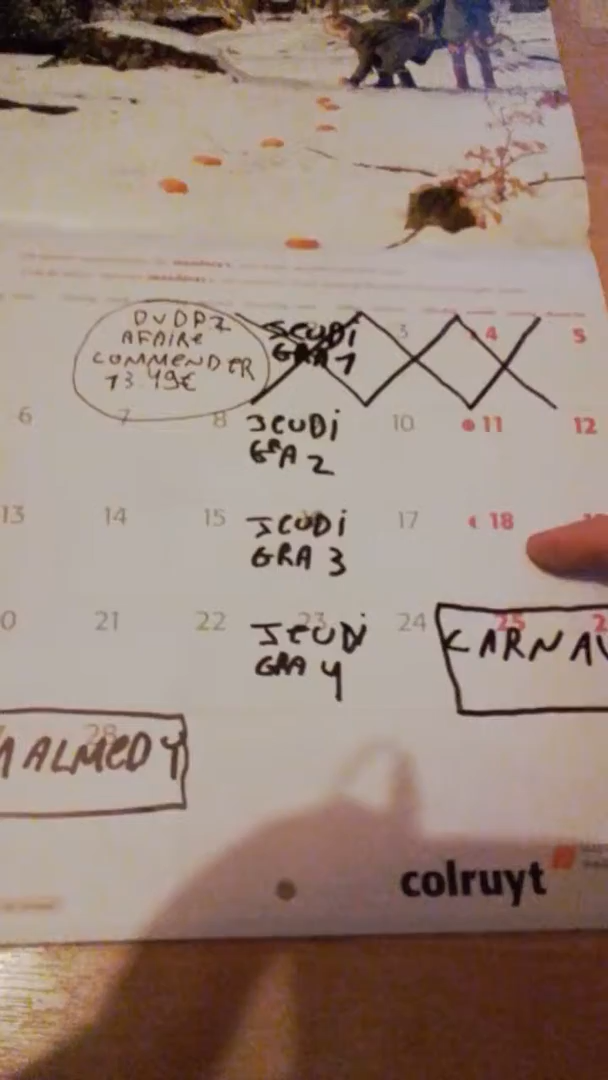 DVDPZ
AFAIRE
COMMENDER
13.49€
JEUDI
GRA 1
3
4
5
6
7
8
JEUDI
GRA 2
10
11
12
13
14
15
JEUDI
GRA 3
17
18
21
22
23
JEUDI
GRA 4
24
25
CARNAV
28
MALMEDY
colruyt